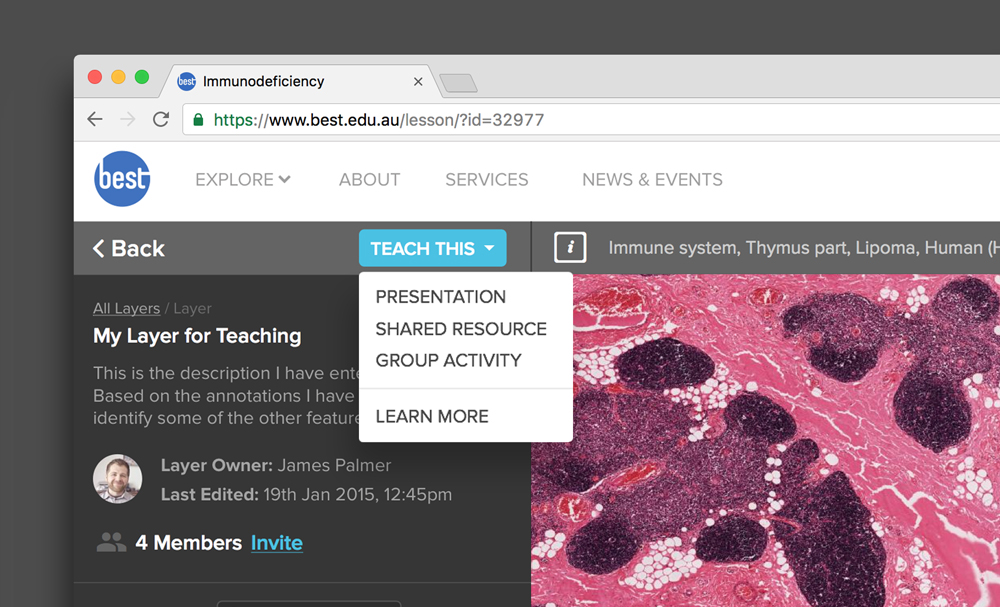 best Immunodeficiency
https://www.best.edu.au/lesson/?id=32977
best EXPLORE ABOUT SERVICES NEWS & EVENTS
Back TEACH THIS i Immune system, Thymus part, Lipoma, Human (H
PRESENTATION
SHARED RESOURCE
GROUP ACTIVITY
LEARN MORE
All Layers / Layer
My Layer for Teaching
This is the description I have ente
Based on the annotations I have
identify some of the other feature
Layer Owner: James Palmer
Last Edited: 19th Jan 2015, 12:45pm
4 Members Invite